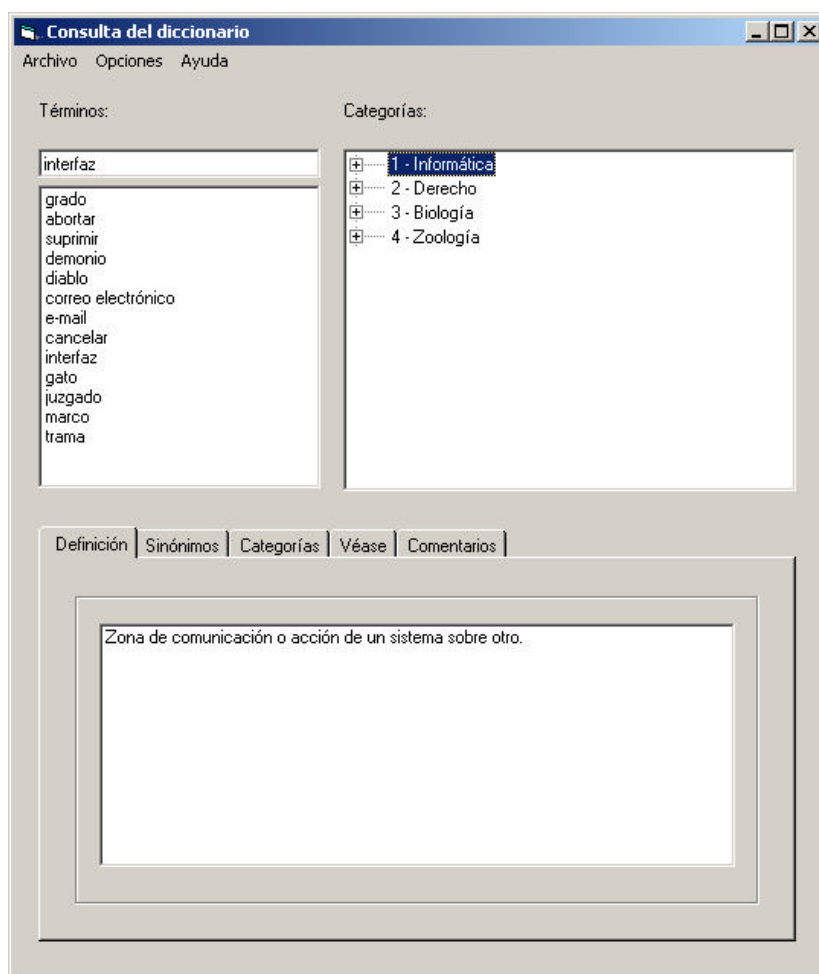 Consulta del diccionario
Archivo Opciones Ayuda
Términos:
interfaz
grado
abortar
suprimir
demonio
diablo
correo electrónico
e-mail
cancelar
interfaz
gato
juzgado
marco
trama
Categorías:
1 - Informática
2 - Derecho
3 - Biología
4 - Zoología
Definición Sinónimos Categorías Véase Comentarios
Zona de comunicación o acción de un sistema sobre otro.